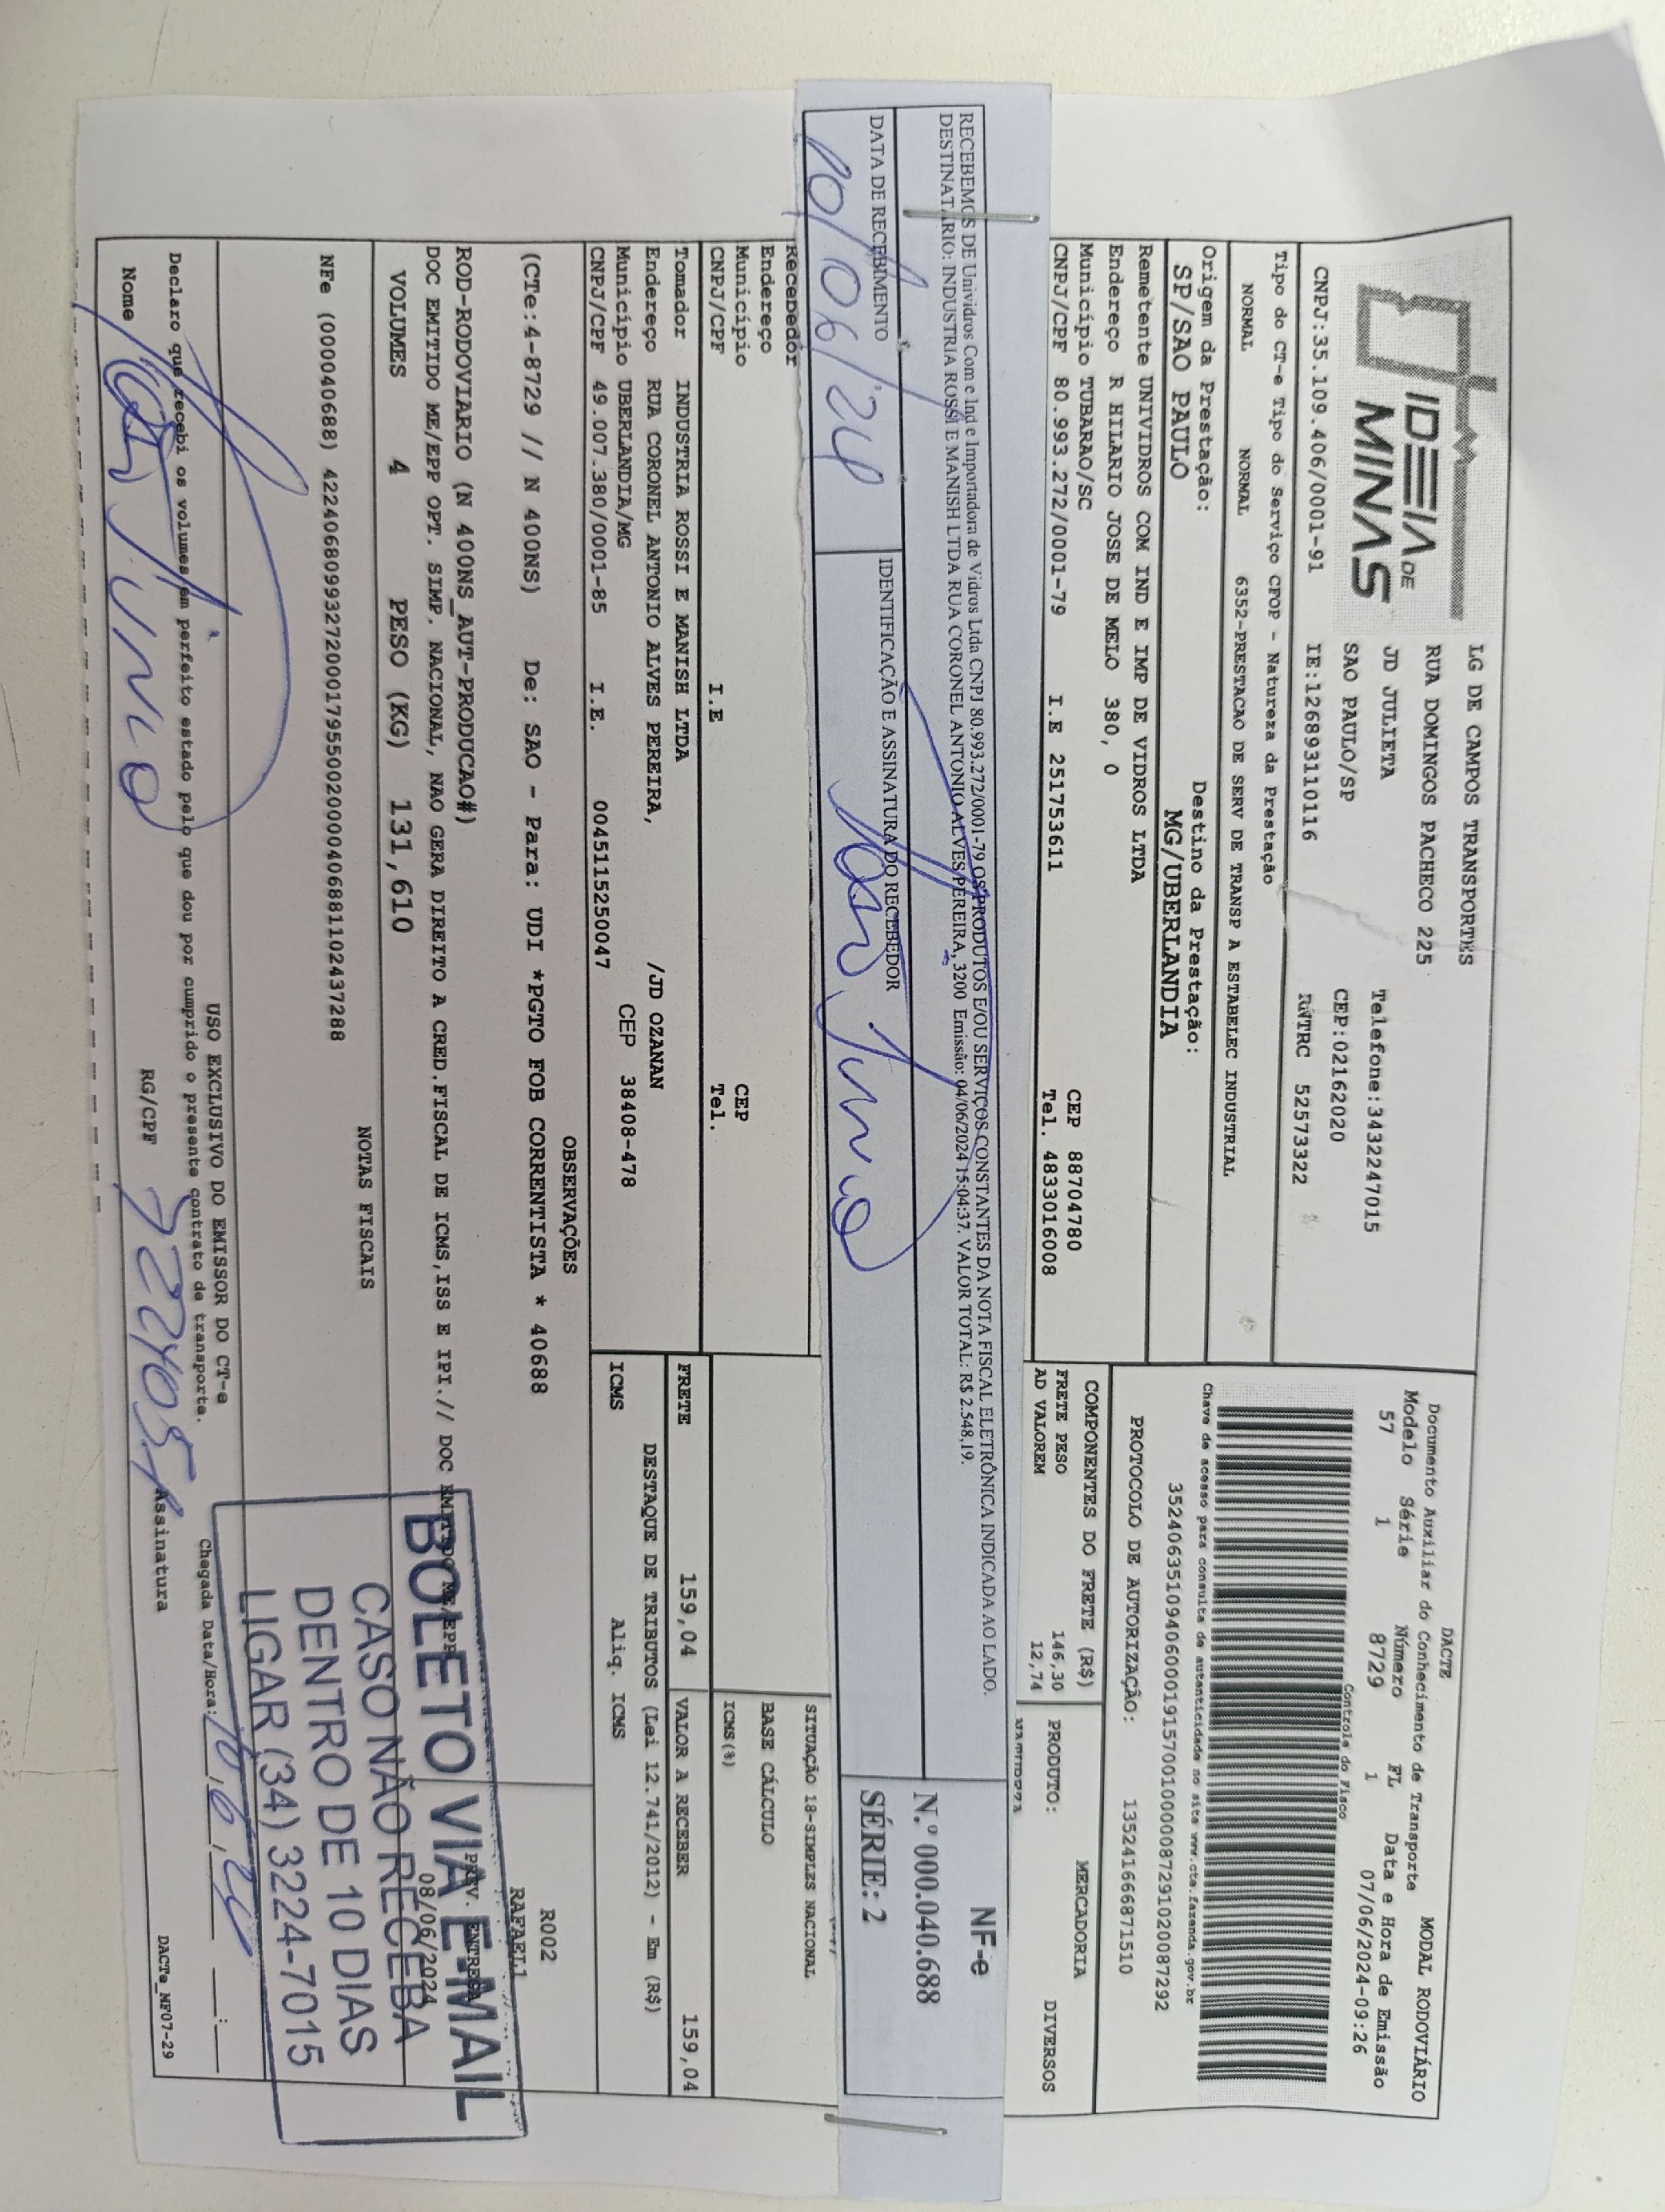 IDEIA DE
MINAS
LG DE CAMPOS TRANSPORTES
RUA DOMINGOS PACHECO 225
JD JULIETA
Telefone:3432247015
SAO PAULO/SP
CEP:02162020
CNPJ:35.109.406/0001-91 IE:126893110116 RNTRC 52573322
DACTE
MODAL RODOVIÁRIO
Documento Auxiliar do Conhecimento de Transporte
Modelo Série Número FL Data e Hora de Emissão
57 1 8729 1 07/06/2024-09:26
Controle do Fisco
Tipo do CT-e Tipo do Serviço CFOP - Natureza da Prestação
NORMAL NORMAL 6352-PRESTACAO DE SERV DE TRANSP A ESTABELEC INDUSTRIAL
Chave de acesso para consulta de autenticidade no site www.cte.fazenda.gov.br
35240635109406000191570010000087291020087292
Origem da Prestação: Destino da Prestação:
SP/SAO PAULO MG/UBERLANDIA
PROTOCOLO DE AUTORIZAÇÃO: 135241666871510
Remetente UNIVIDROS COM IND E IMP DE VIDROS LTDA
Endereço R HILARIO JOSE DE MELO 380, 0
Município TUBARAO/SC CEP 88704780
CNPJ/CPF 80.993.272/0001-79 I.E 251753611 Tel. 4833016008
COMPONENTES DO FRETE (R$) MERCADORIA
FRETE PESO 146,30 PRODUTO: DIVERSOS
AD VALOREM 12,74
RECEBEMOS DE Unividros Com e Ind e Importadora de Vidros Ltda CNPJ 80.993.272/0001-79 OS PRODUTOS E/OU SERVIÇOS CONSTANTES DA NOTA FISCAL ELETRÔNICA INDICADA AO LADO.
DESTINATARIO: INDUSTRIA ROSSI E MANISH LTDA RUA CORONEL ANTONIO ALVES PEREIRA, 3200 Emissão: 04/06/2024 15:04:37. VALOR TOTAL: R$ 2.548,19.
NF-e
N.º 000.040.688
SÉRIE: 2
DATA DE RECEBIMENTO IDENTIFICAÇÃO E ASSINATURA DO RECEBEDOR
10/06/24
Recebedor
Endereço
Município CEP
CNPJ/CPF I.E Tel.
SITUAÇÃO 18-SIMPLES NACIONAL
BASE CÁLCULO
ICMS(%)
Tomador INDUSTRIA ROSSI E MANISH LTDA
Endereço RUA CORONEL ANTONIO ALVES PEREIRA, /JD OZANAN
Município UBERLANDIA/MG CEP 38408-478
CNPJ/CPF 49.007.380/0001-85 I.E. 0045115250047
FRETE 159,04 VALOR A RECEBER 159,04
DESTAQUE DE TRIBUTOS (Lei 12.741/2012) - Em (R$)
ICMS Aliq. ICMS
OBSERVAÇÕES
R002
RAFAEL1
(CTe:4-8729 // N 400NS) De: SAO - Para: UDI *PGTO FOB CORRENTISTA * 40688
PREV. ENTREGA
08/06/2024
ROD-RODOVIARIO (N 400NS_AUT-PRODUCAO#)
DOC EMITIDO ME/EPP OPT. SIMP. NACIONAL, NAO GERA DIREITO A CRED.FISCAL DE ICMS,ISS E IPI.// DOC EMITIDO ME/EPP
VOLUMES 4 PESO (KG) 131,610
NOTAS FISCAIS
NFe (000040688) 42240680993272000179550020000406881102437288
BOLETO VIA E-MAIL
CASO NÃO RECEBA
DENTRO DE 10 DIAS
LIGAR (34) 3224-7015
USO EXCLUSIVO DO EMISSOR DO CT-e
Declaro que recebi os volumes em perfeito estado pelo que dou por cumprido o presente contrato de transporte.
Chegada Data/Hora:
Nome RG/CPF Assinatura
DACTe_MF07-29